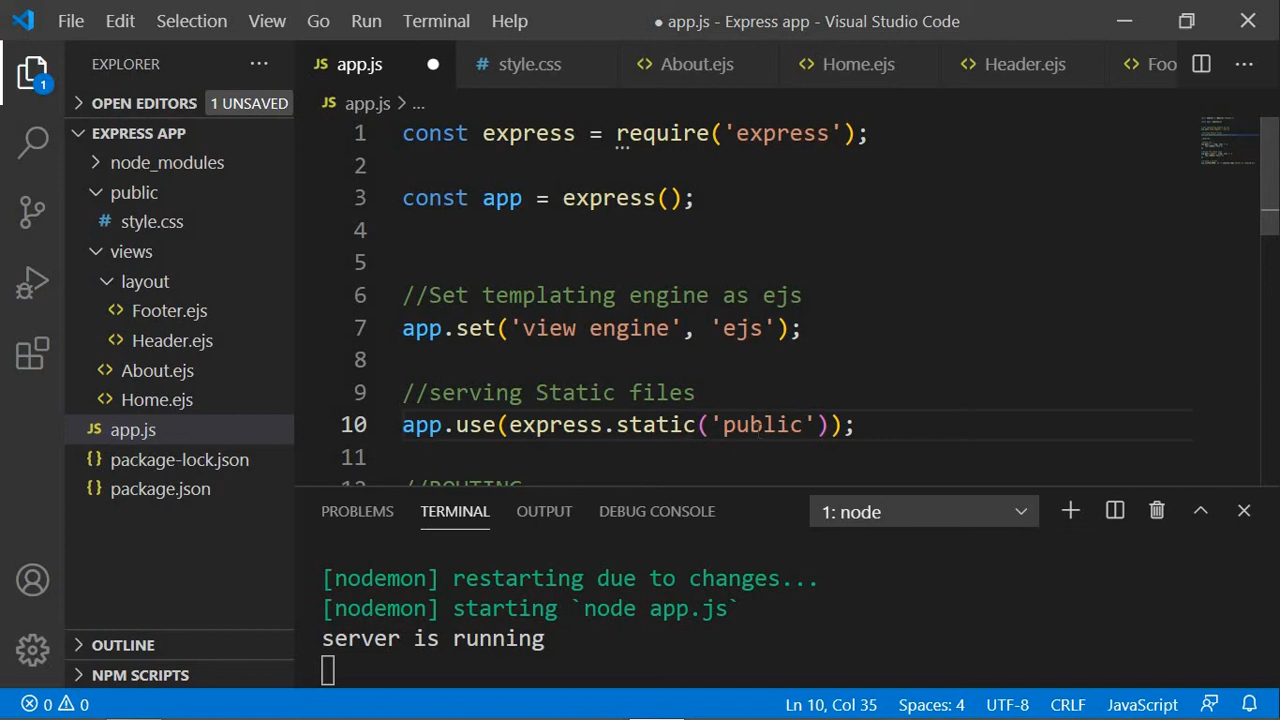 File Edit Selection View Go Run Terminal Help ● app.js - Express app - Visual Studio Code
EXPLORER ...
JS app.js ●
# style.css
<> About.ejs
<> Home.ejs
<> Header.ejs
<> Foo
1
OPEN EDITORS 1 UNSAVED
EXPRESS APP
node_modules
public
# style.css
views
layout
<> Footer.ejs
<> Header.ejs
<> About.ejs
<> Home.ejs
JS app.js
{} package-lock.json
{} package.json
OUTLINE
NPM SCRIPTS
JS app.js > ...
1 const express = require('express');
2
3 const app = express();
4
5
6 //Set templating engine as ejs
7 app.set('view engine', 'ejs');
8
9 //serving Static files
10 app.use(express.static('public'));
11
12 //ROUTING
PROBLEMS TERMINAL OUTPUT DEBUG CONSOLE 1: node
[nodemon] restarting due to changes...
[nodemon] starting `node app.js`
server is running
0 0 Ln 10, Col 35 Spaces: 4 UTF-8 CRLF JavaScript